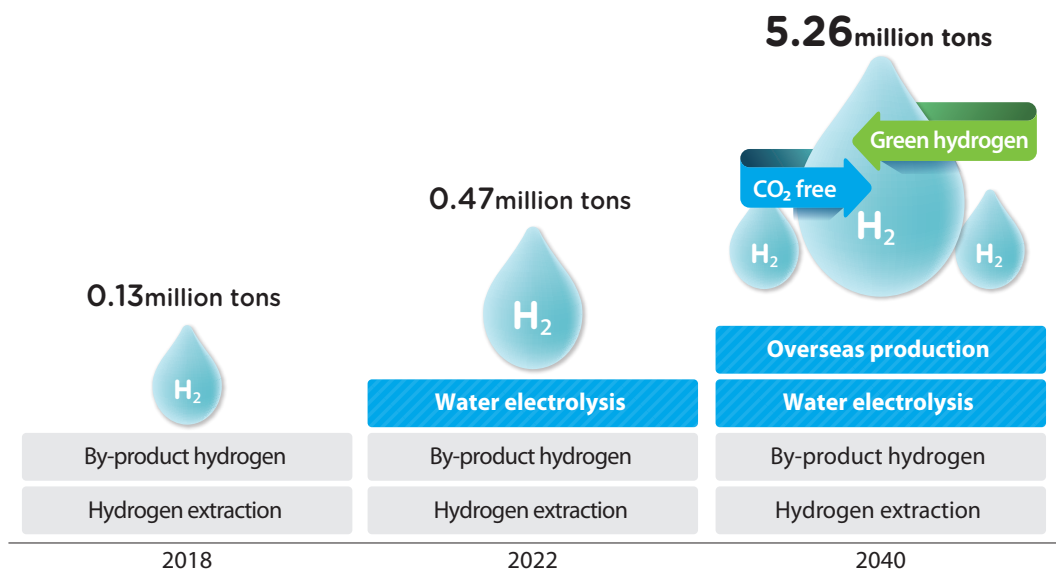 5.26million tons
Green hydrogen
CO₂ free
H₂
H₂
H₂
0.47million tons
H₂
0.13million tons
H₂
Overseas production
Water electrolysis
Water electrolysis
By-product hydrogen
By-product hydrogen
By-product hydrogen
Hydrogen extraction
Hydrogen extraction
Hydrogen extraction
2018
2022
2040